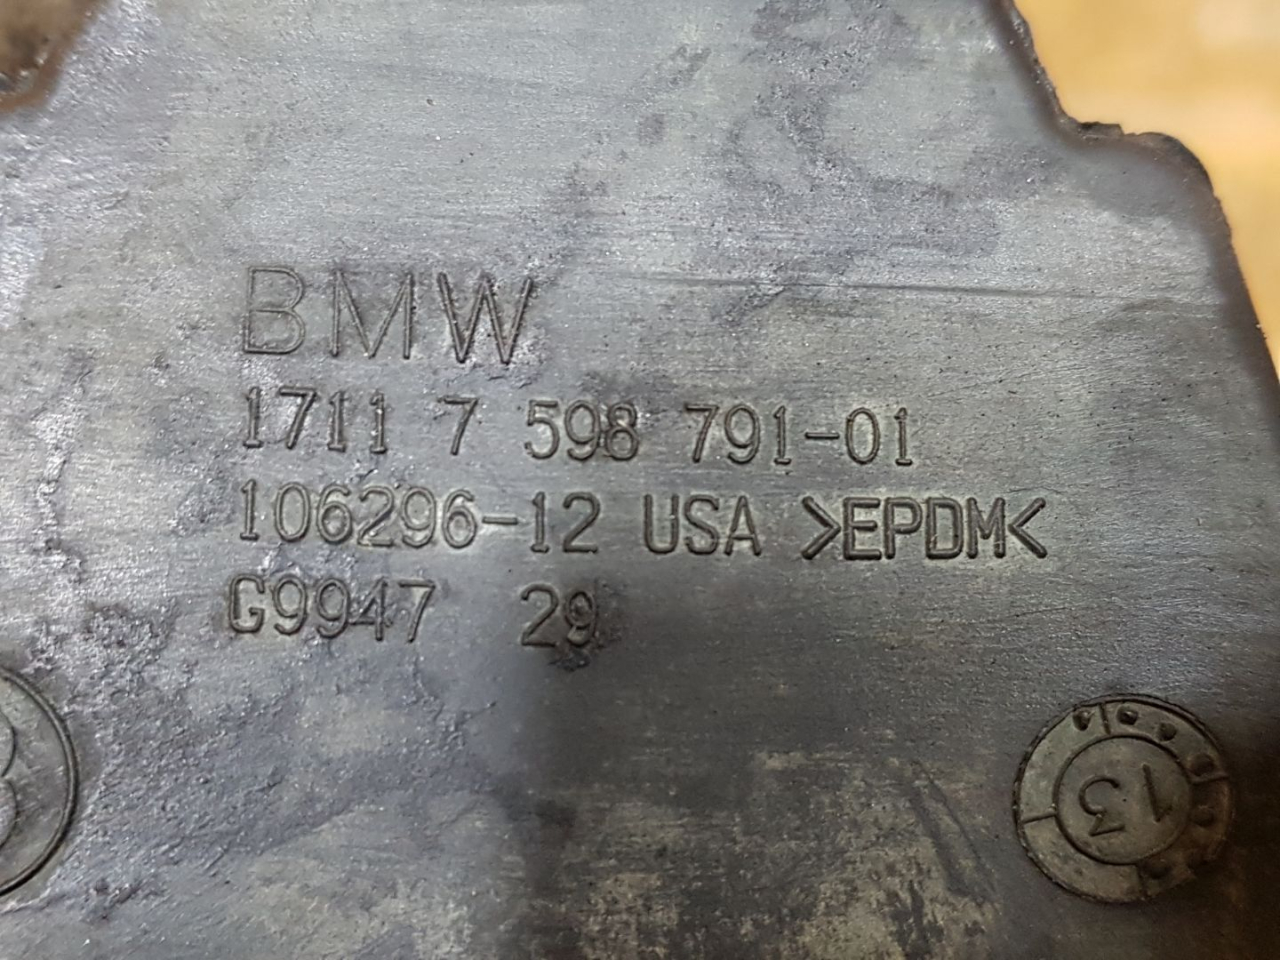 BMW
1711 7 598 791-01
106296-12 USA >EPDM<
G9947 29
13